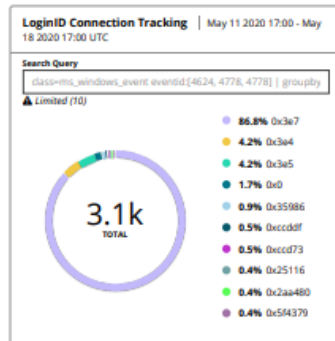 LoginID Connection Tracking | May 11 2020 17:00 - May
18 2020 17:00 UTC
Search Query
class=ms_windows_event eventid:[4624, 4778, 4778] | groupby
Limited (10)
86.8% 0x3e7
4.2% 0x3e4
4.2% 0x3e5
1.7% 0x0
0.9% 0x35986
0.5% 0xccddf
0.5% 0xccd73
0.4% 0x25116
0.4% 0x2aa480
0.4% 0x5f4379
3.1k
TOTAL